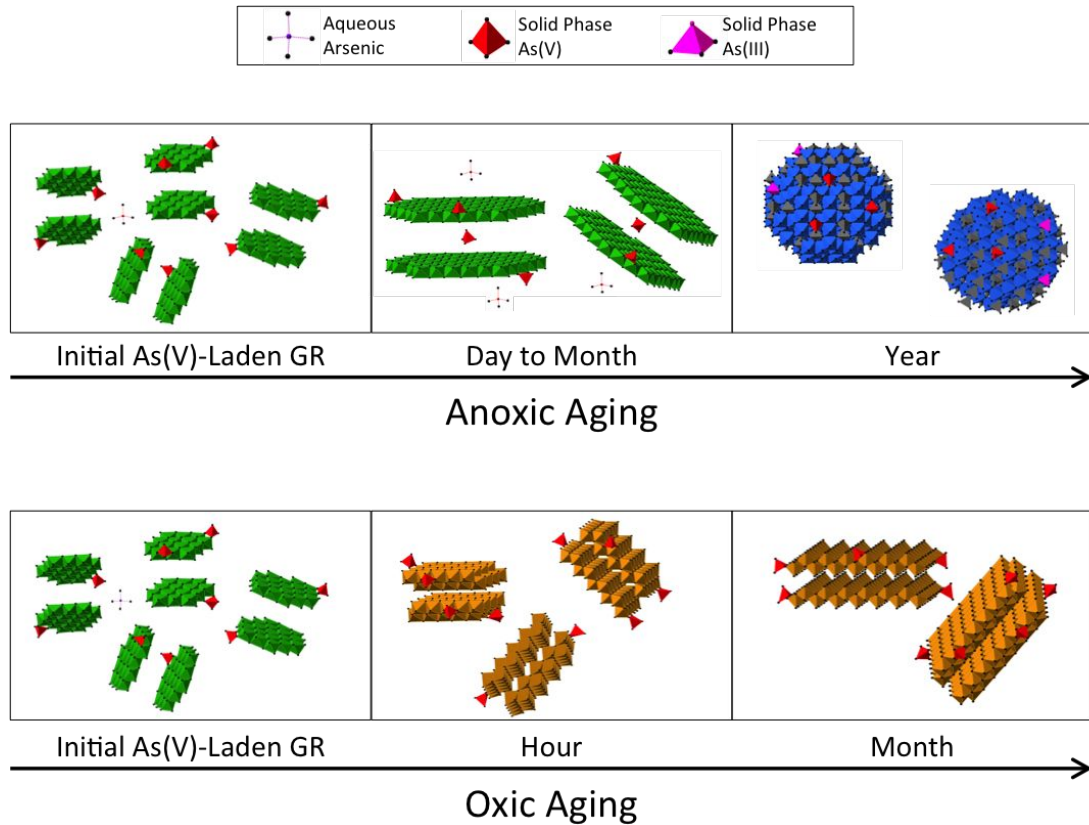 Aqueous
Arsenic
Solid Phase
As(V)
Solid Phase
As(III)
Initial As(V)-Laden GR
Day to Month
Year
Anoxic Aging
Initial As(V)-Laden GR
Hour
Month
Oxic Aging